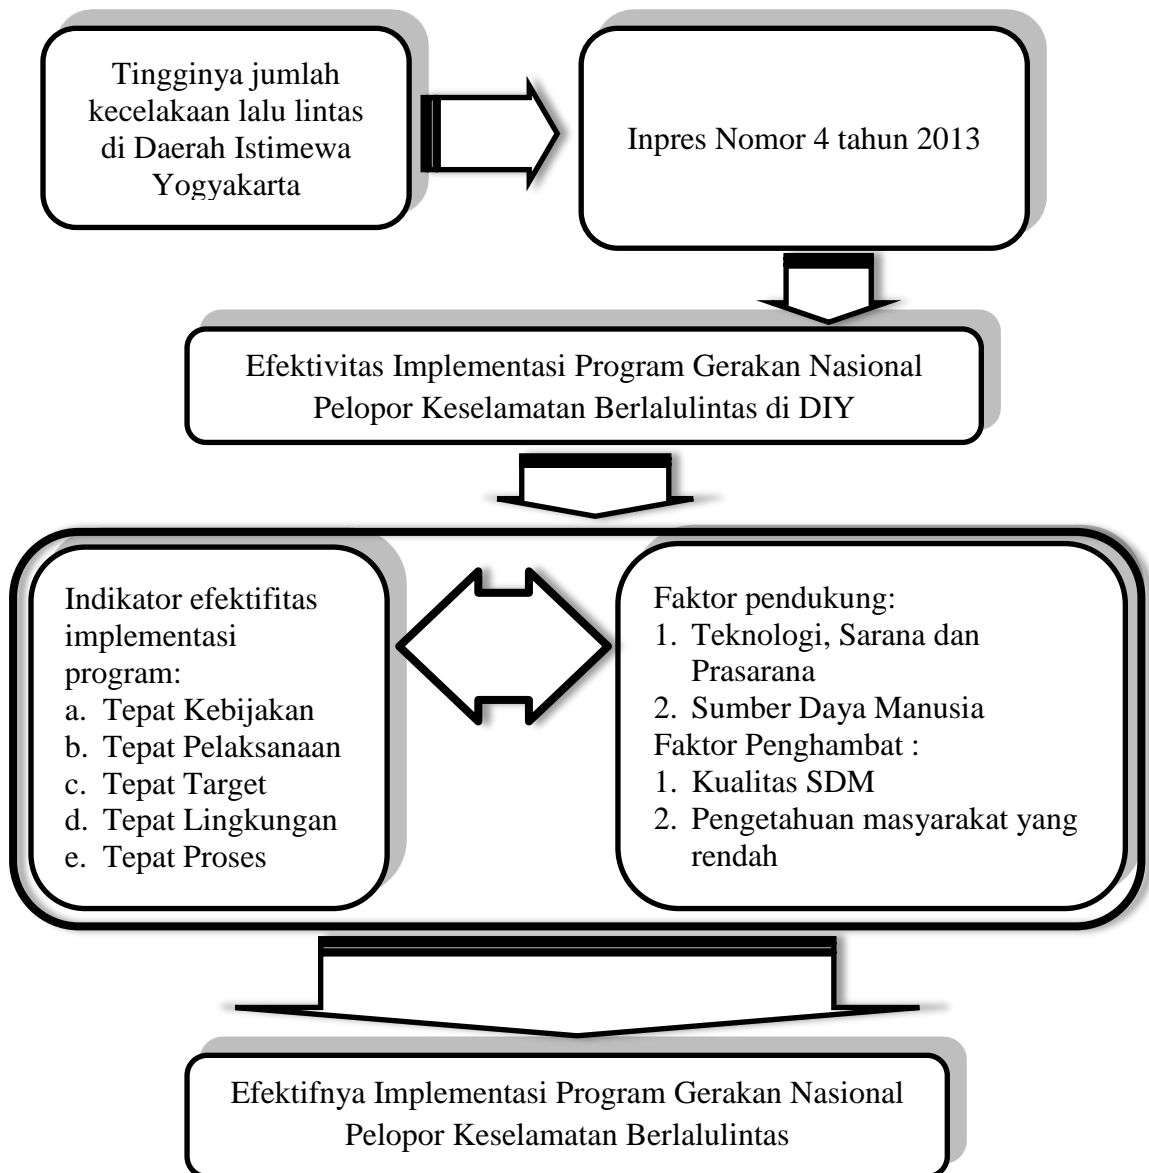 Tingginya jumlah
kecelakaan lalu lintas
di Daerah Istimewa
Yogyakarta
Inpres Nomor 4 tahun 2013
Efektivitas Implementasi Program Gerakan Nasional
Pelopor Keselamatan Berlalulintas di DIY
Indikator efektifitas
implementasi
program:
a. Tepat Kebijakan
b. Tepat Pelaksanaan
c. Tepat Target
d. Tepat Lingkungan
e. Tepat Proses
Faktor pendukung:
1. Teknologi, Sarana dan
Prasarana
2. Sumber Daya Manusia
Faktor Penghambat :
1. Kualitas SDM
2. Pengetahuan masyarakat yang
rendah
Efektifnya Implementasi Program Gerakan Nasional
Pelopor Keselamatan Berlalulintas